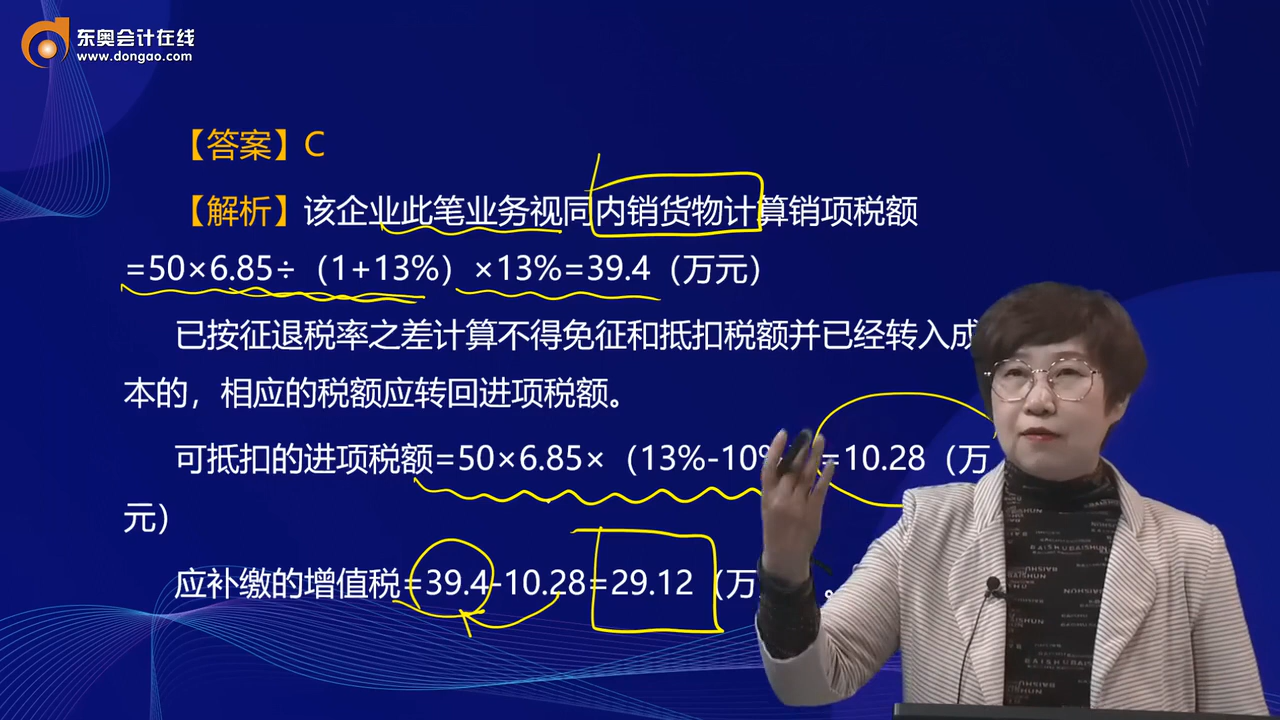 东奥会计在线
www.dongao.com
【答案】C
【解析】该企业此笔业务视同内销货物计算销项税额
=50×6.85÷（1+13%）×13%=39.4（万元）
已按征退税率之差计算不得免征和抵扣税额并已经转入成
本的，相应的税额应转回进项税额。
可抵扣的进项税额=50×6.85×（13%-10% =10.28（万
元）
应补缴的增值税=39.4-10.28=29.12（万 。
BAISHUN
BAISHUBAISHUN